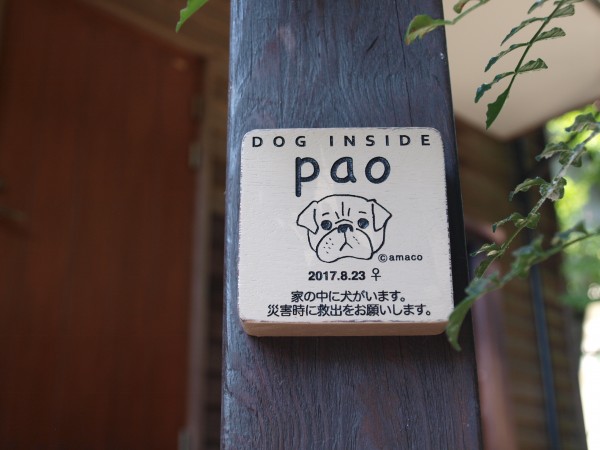 DOG INSIDE
pao
©amaco
2017.8.23 ♀
家の中に犬がいます。
災害時に救出をお願いします。